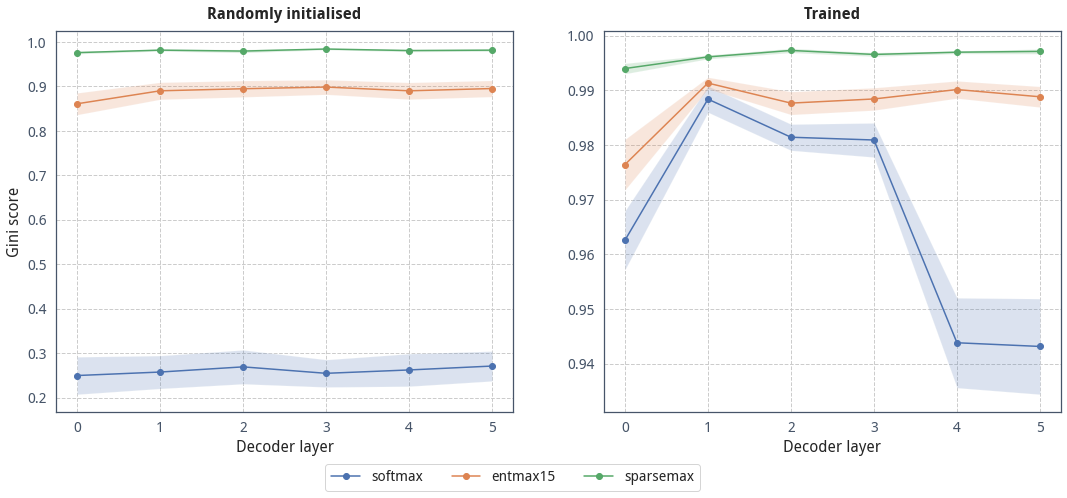 Randomly initialised
Trained
Gini score
1.0
0.9
0.8
0.7
0.6
0.5
0.4
0.3
0.2
0 1 2 3 4 5
Decoder layer
1.00
0.99
0.98
0.97
0.96
0.95
0.94
0 1 2 3 4 5
Decoder layer
softmax entmax15 sparsemax